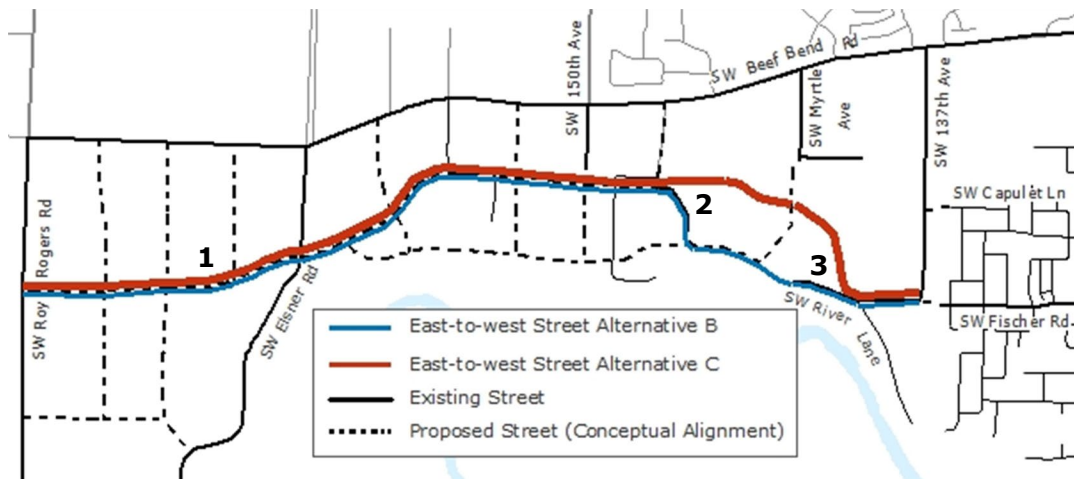 SW Beef Bend Rd
SW 150th Ave
SW Myrtle
Ave
SW 137th Ave
SW Capulet Ln
SW Roy Rogers Rd
1
2
3
SW Elsner Rd
SW River
Lane
SW Fischer Rd
East-to-west Street Alternative B
East-to-west Street Alternative C
Existing Street
Proposed Street (Conceptual Alignment)